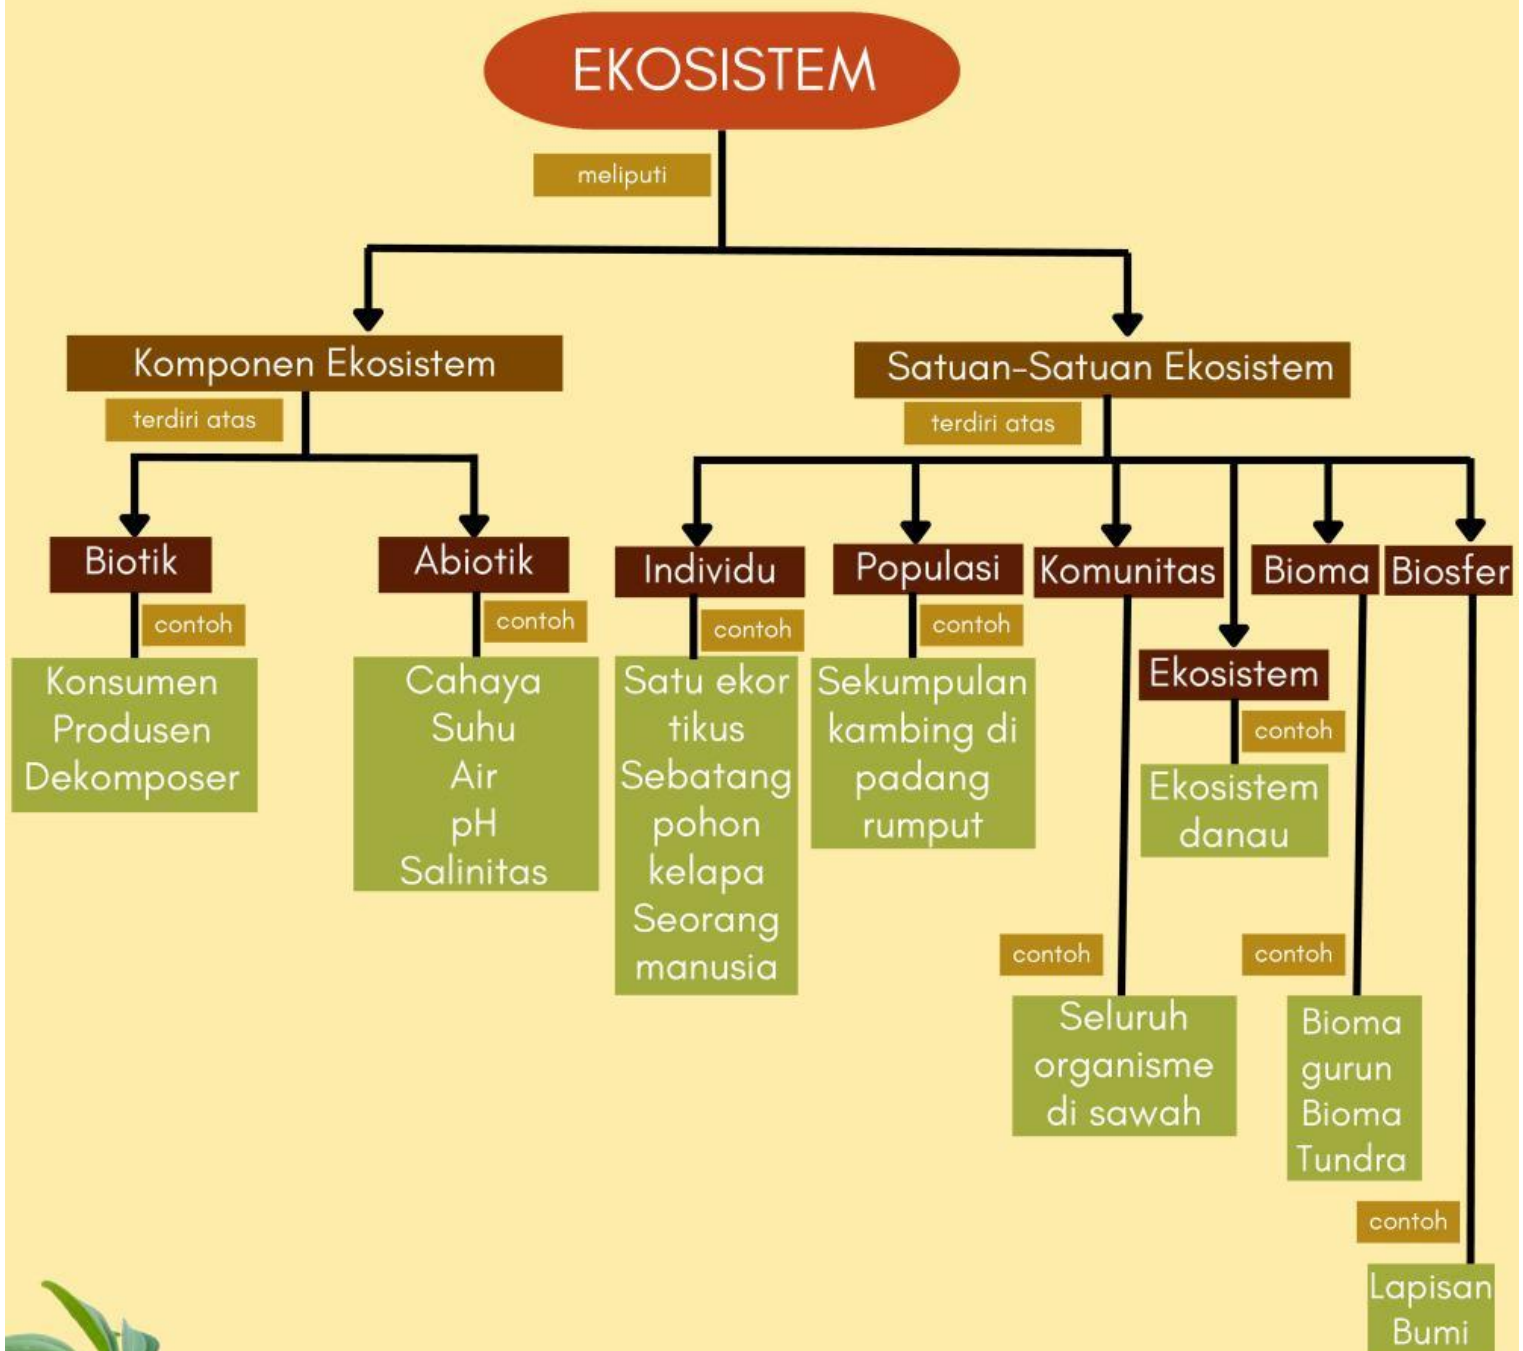 EKOSISTEM
meliputi
Komponen Ekosistem
terdiri atas
Biotik
contoh
Konsumen
Produsen
Dekomposer
Abiotik
contoh
Cahaya
Suhu
Air
pH
Salinitas
Satuan-Satuan Ekosistem
terdiri atas
Individu
contoh
Satu ekor
tikus
Sebatang
pohon
kelapa
Seorang
manusia
Populasi
contoh
Sekumpulan
kambing di
padang
rumput
Komunitas
contoh
Seluruh
organisme
di sawah
Ekosistem
contoh
Ekosistem
danau
Bioma
contoh
Bioma
gurun
Bioma
Tundra
Biosfer
contoh
Lapisan
Bumi